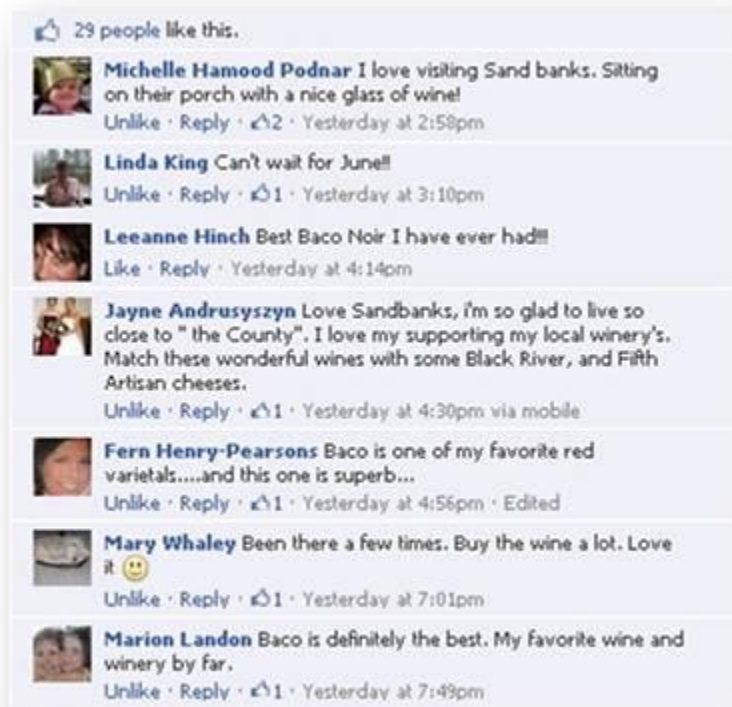 29 people like this.
Michelle Hamood Podnar I love visiting Sand banks. Sitting
on their porch with a nice glass of wine!
Unlike · Reply · 2 · Yesterday at 2:58pm
Linda King Can't wait for June!!
Unlike · Reply · 1 · Yesterday at 3:10pm
Leeanne Hinch Best Baco Noir I have ever had!!!
Like · Reply · Yesterday at 4:14pm
Jayne Andrusyszyn Love Sandbanks, i'm so glad to live so
close to " the County". I love my supporting my local winery's.
Match these wonderful wines with some Black River, and Fifth
Artisan cheeses.
Unlike · Reply · 1 · Yesterday at 4:30pm via mobile
Fern Henry-Pearsons Baco is one of my favorite red
varietals....and this one is superb...
Unlike · Reply · 1 · Yesterday at 4:56pm · Edited
Mary Whaley Been there a few times. Buy the wine a lot. Love
it 🙂
Unlike · Reply · 1 · Yesterday at 7:01pm
Marion Landon Baco is definitely the best. My favorite wine and
winery by far.
Unlike · Reply · 1 · Yesterday at 7:49pm